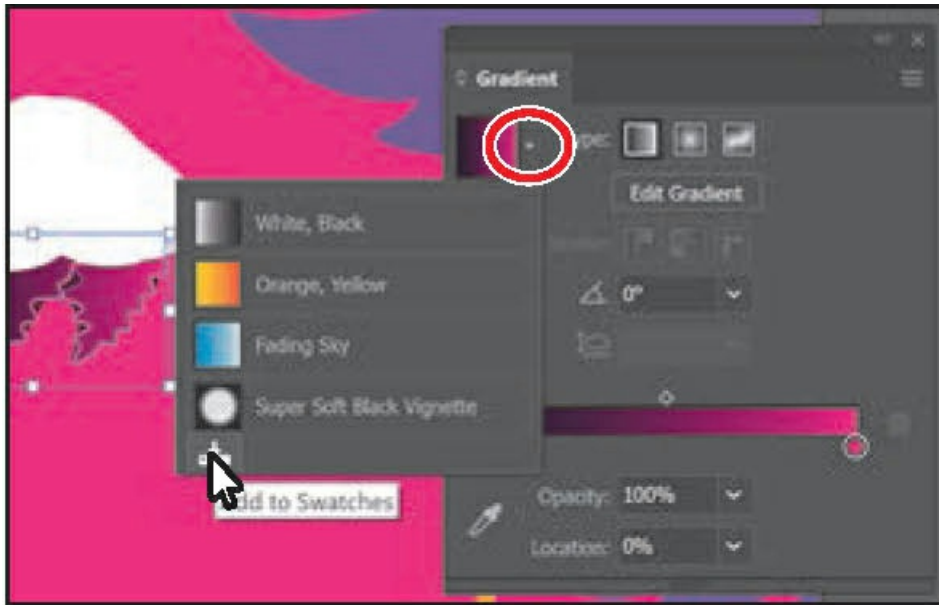 Gradient
Type:
Edit Gradient
White, Black
Orange, Yellow
0°
Fading Sky
Super Soft Black Vignette
Add to Swatches
Opacity: 100%
Location: 0%